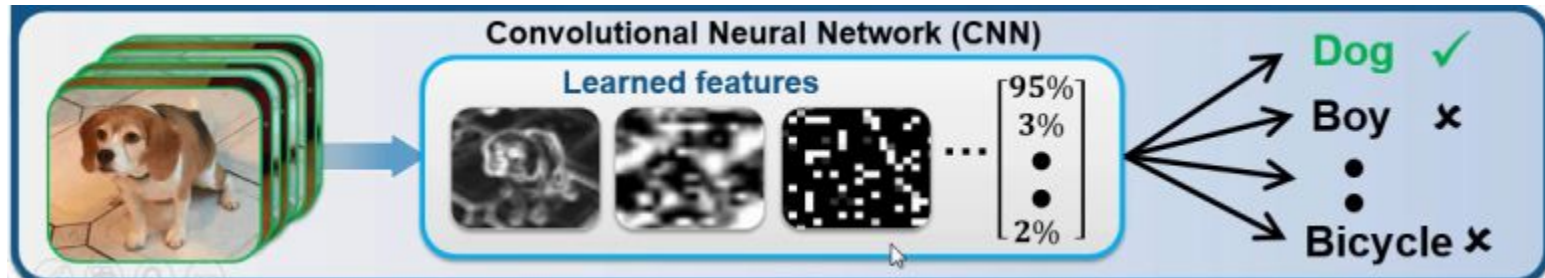 Convolutional Neural Network (CNN)
Learned features
95%
3%
2%
Dog ✓
Boy ✘
Bicycle ✘